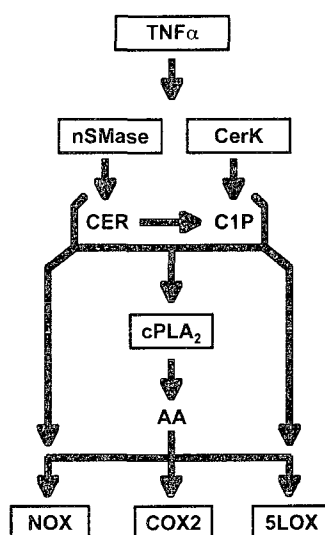 TNFα
nSMase CerK
CER C1P
cPLA₂
AA
NOX COX2 5LOX